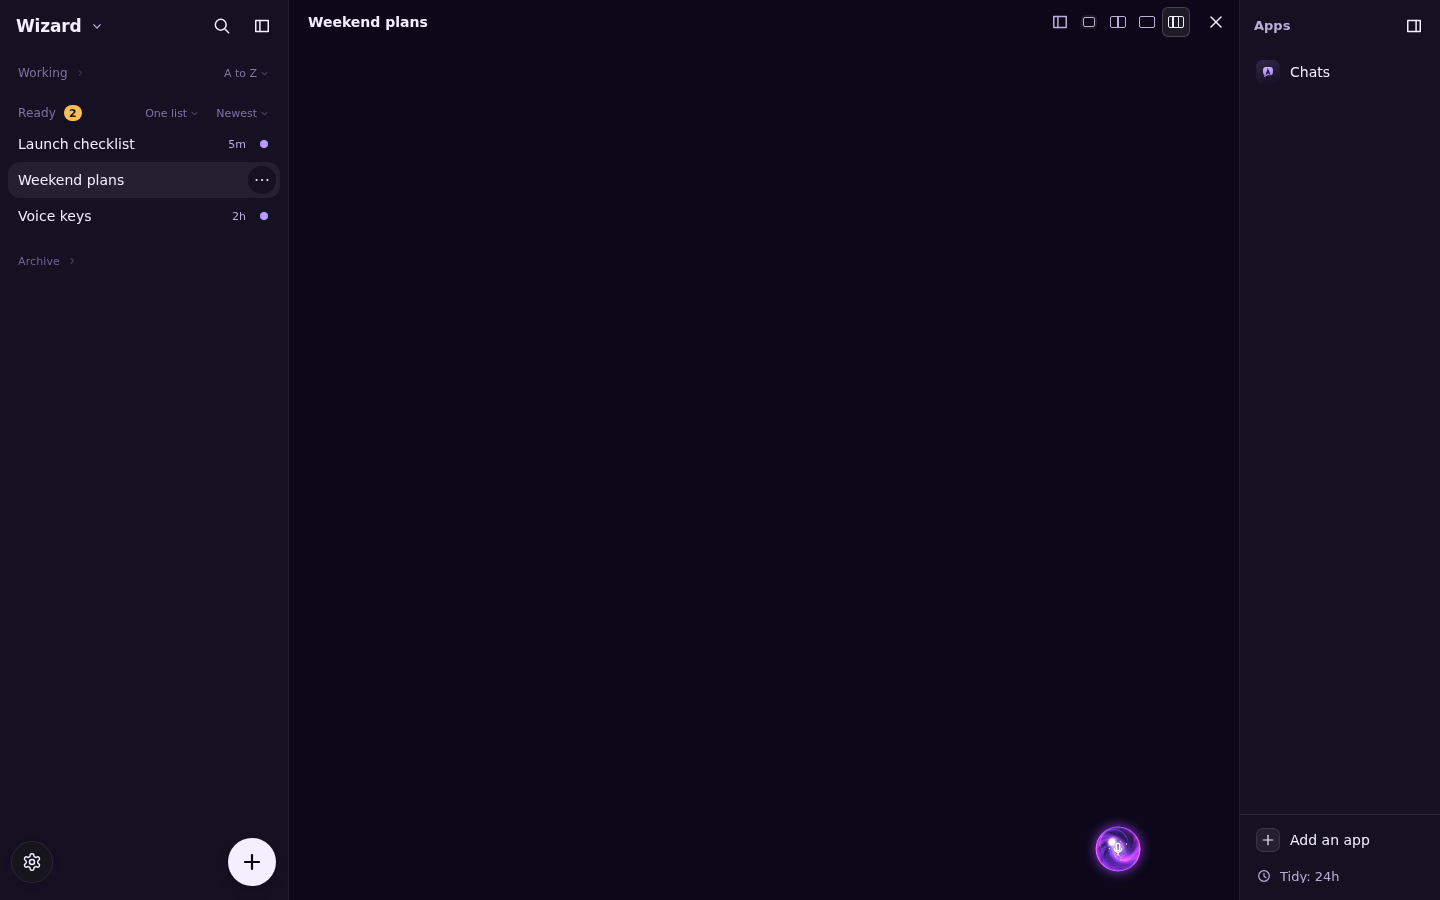 Wizard
Working
A to Z
Ready 2
One list
Newest
Launch checklist
5m
Weekend plans
Voice keys
2h
Archive
Weekend plans
Apps
Chats
Add an app
Tidy: 24h